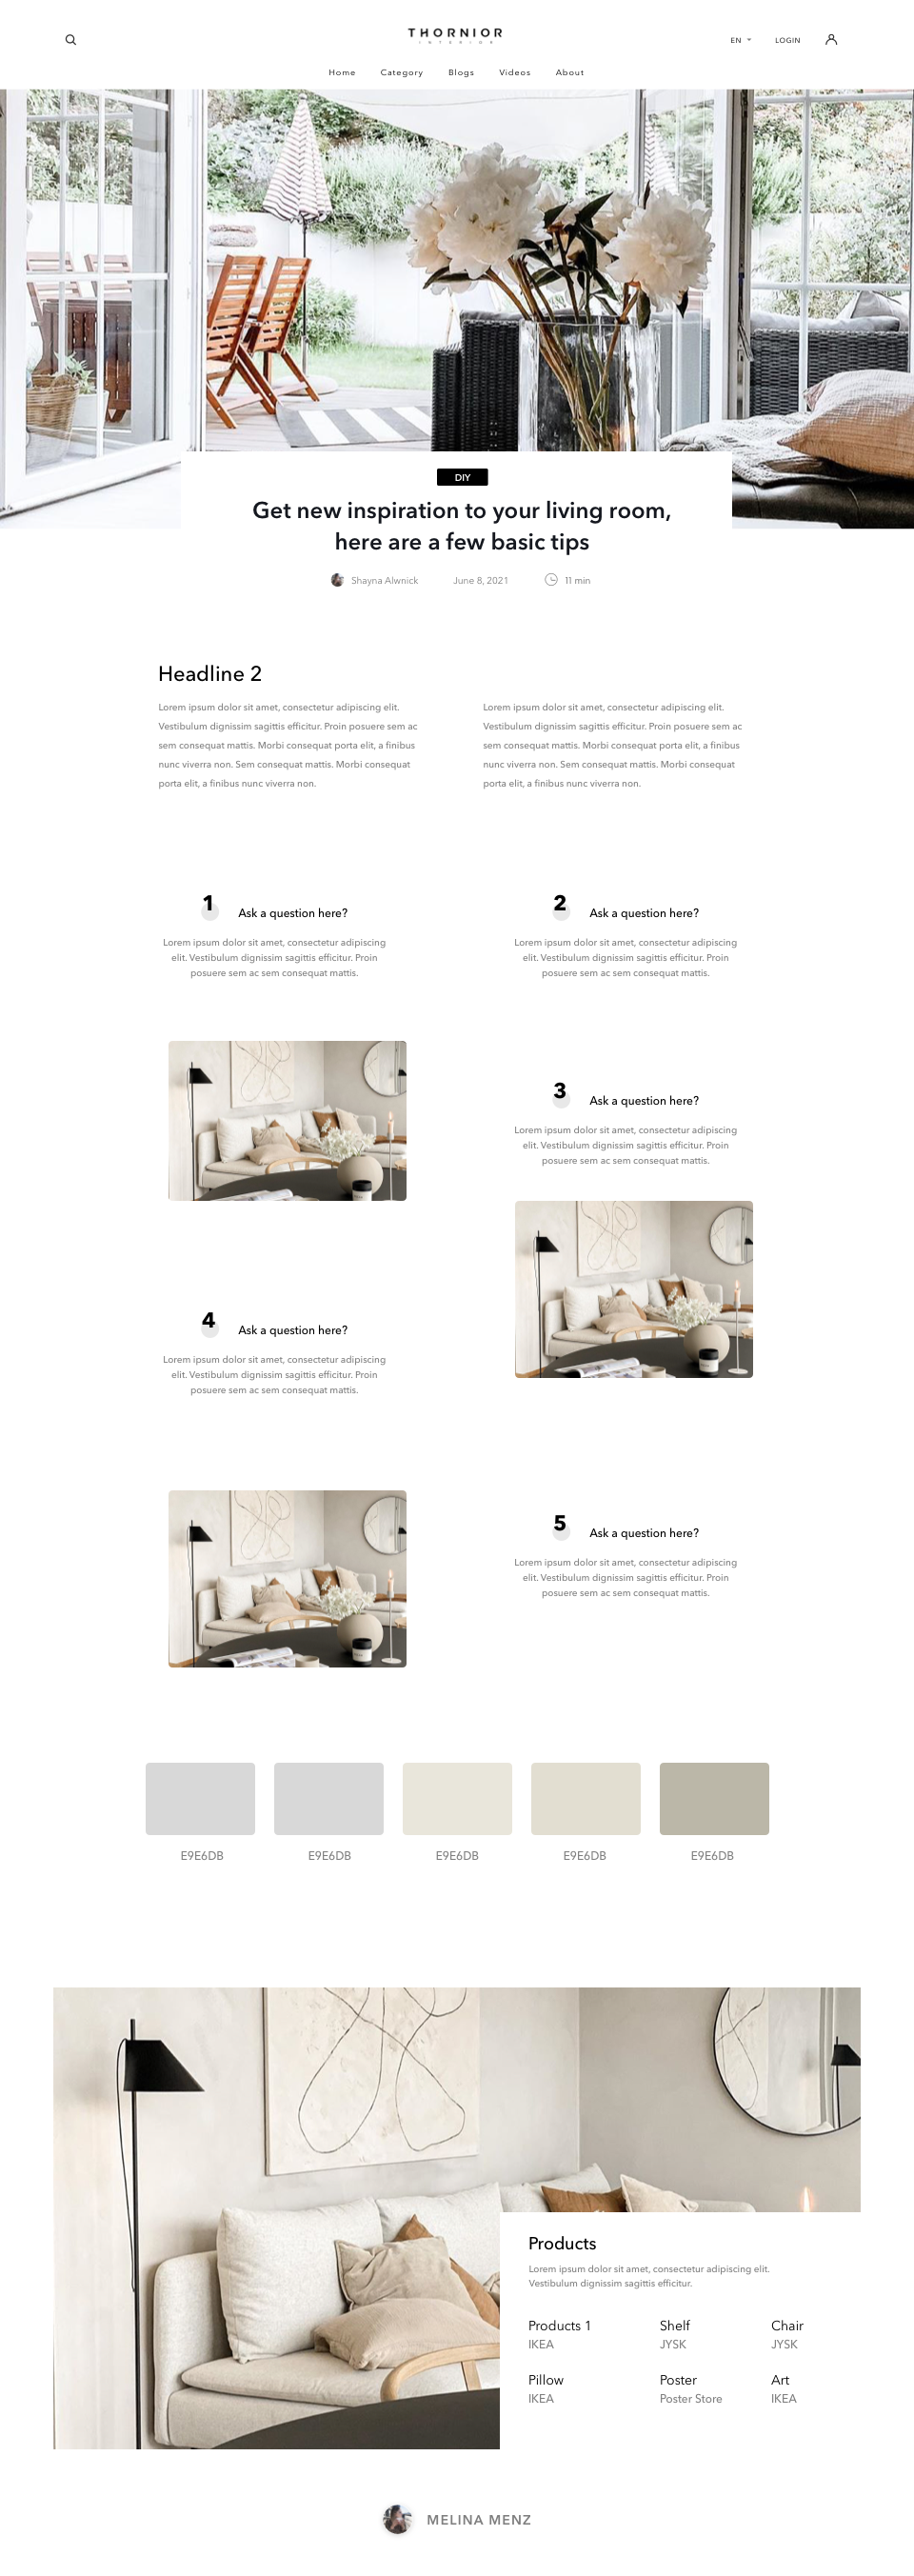 THORNIOR
INTERIOR
EN
LOGIN
Home
Category
Blogs
Videos
About
DIY
Get new inspiration to your living room,
here are a few basic tips
Shayna Alwnick
June 8, 2021
11 min
Headline 2
Lorem ipsum dolor sit amet, consectetur adipiscing elit.
Vestibulum dignissim sagittis efficitur. Proin posuere sem ac
sem consequat mattis. Morbi consequat porta elit, a finibus
nunc viverra non. Sem consequat mattis. Morbi consequat
porta elit, a finibus nunc viverra non.
Lorem ipsum dolor sit amet, consectetur adipiscing elit.
Vestibulum dignissim sagittis efficitur. Proin posuere sem ac
sem consequat mattis. Morbi consequat porta elit, a finibus
nunc viverra non. Sem consequat mattis. Morbi consequat
porta elit, a finibus nunc viverra non.
1
Ask a question here?
Lorem ipsum dolor sit amet, consectetur adipiscing
elit. Vestibulum dignissim sagittis efficitur. Proin
posuere sem ac sem consequat mattis.
2
Ask a question here?
Lorem ipsum dolor sit amet, consectetur adipiscing
elit. Vestibulum dignissim sagittis efficitur. Proin
posuere sem ac sem consequat mattis.
3
Ask a question here?
Lorem ipsum dolor sit amet, consectetur adipiscing
elit. Vestibulum dignissim sagittis efficitur. Proin
posuere sem ac sem consequat mattis.
4
Ask a question here?
Lorem ipsum dolor sit amet, consectetur adipiscing
elit. Vestibulum dignissim sagittis efficitur. Proin
posuere sem ac sem consequat mattis.
5
Ask a question here?
Lorem ipsum dolor sit amet, consectetur adipiscing
elit. Vestibulum dignissim sagittis efficitur. Proin
posuere sem ac sem consequat mattis.
E9E6DB
E9E6DB
E9E6DB
E9E6DB
E9E6DB
Products
Lorem ipsum dolor sit amet, consectetur adipiscing elit.
Vestibulum dignissim sagittis efficitur.
Products 1
IKEA
Shelf
JYSK
Chair
JYSK
Pillow
IKEA
Poster
Poster Store
Art
IKEA
MELINA MENZ